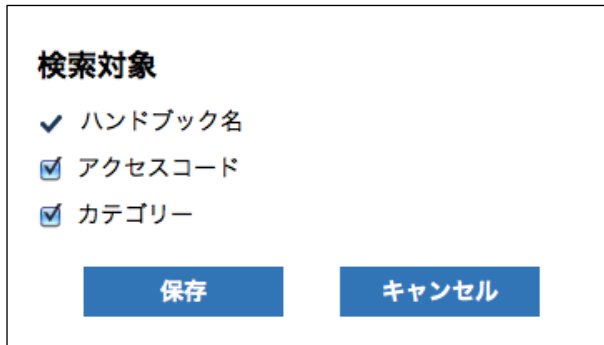 検索対象
ハンドブック名
アクセスコード
カテゴリー
保存 キャンセル